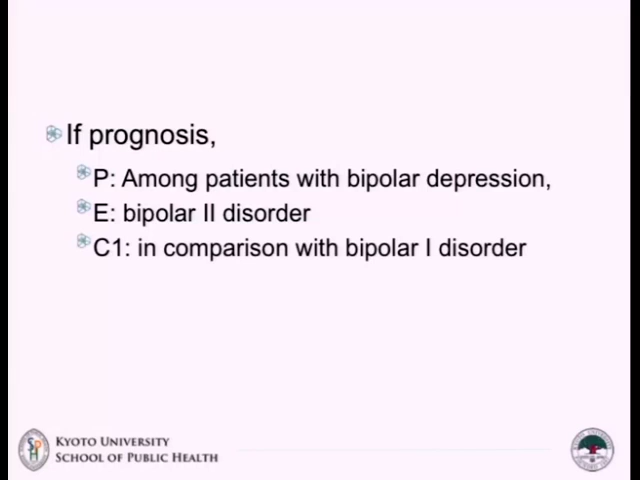 If prognosis,
P: Among patients with bipolar depression,
E: bipolar II disorder
C1: in comparison with bipolar I disorder
KYOTO UNIVERSITY
SCHOOL OF PUBLIC HEALTH